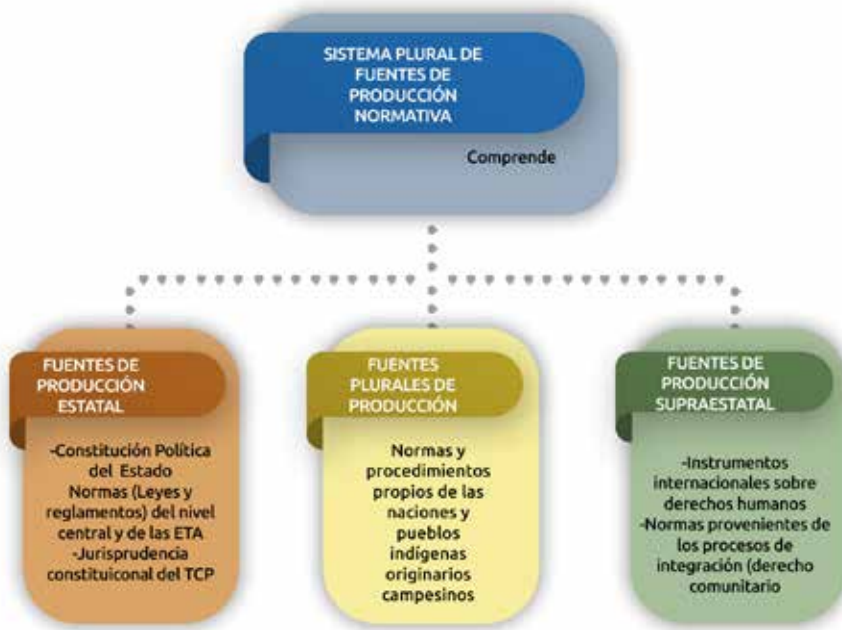 SISTEMA PLURAL DE
FUENTES DE
PRODUCCIÓN
NORMATIVA
Comprende
FUENTES DE
PRODUCCIÓN
ESTATAL
-Constitución Política
del Estado
Normas (Leyes y
reglamentos) del nivel
central y de las ETA
-Jurisprudencia
constituiconal del TCP
FUENTES
PLURALES DE
PRODUCCIÓN
Normas y
procedimientos
propios de las
naciones y
pueblos
indígenas
originarios
campesinos
FUENTES DE
PRODUCCIÓN
SUPRAESTATAL
-Instrumentos
internacionales sobre
derechos humanos
-Normas provenientes de
los procesos de
integración (derecho
comunitario